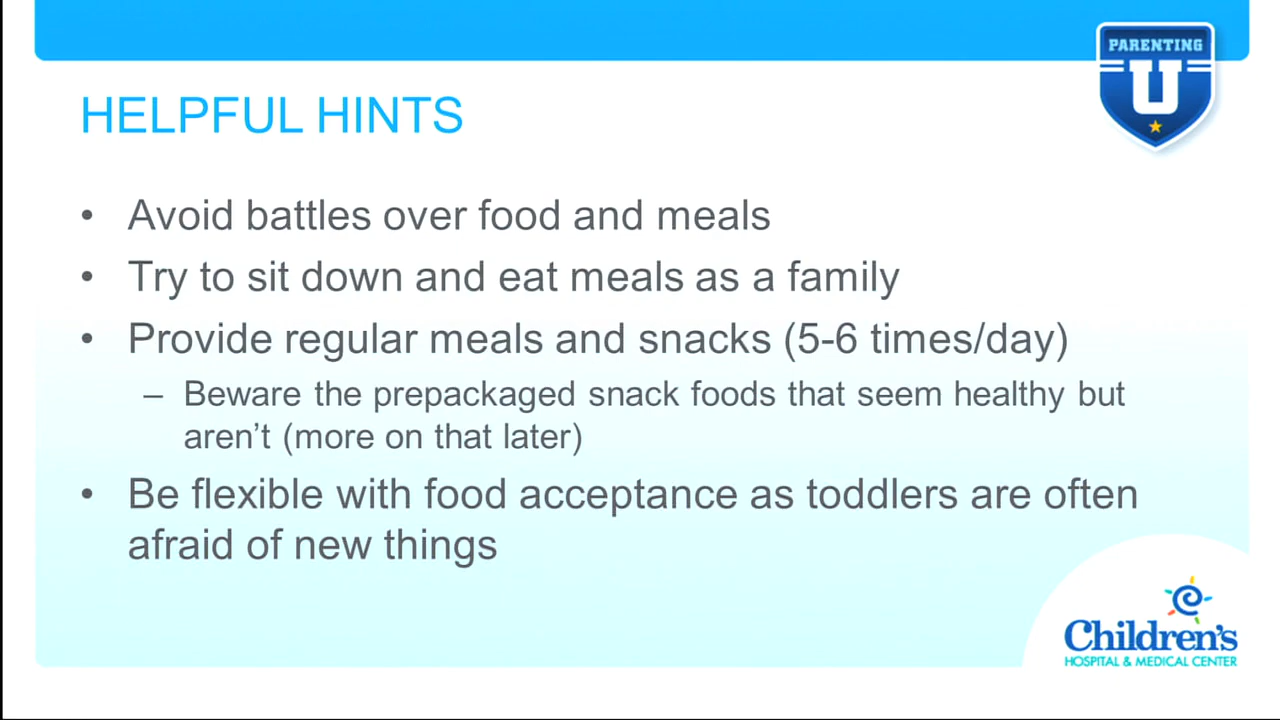 PARENTING
U
HELPFUL HINTS
• Avoid battles over food and meals
• Try to sit down and eat meals as a family
• Provide regular meals and snacks (5-6 times/day)
– Beware the prepackaged snack foods that seem healthy but
aren’t (more on that later)
• Be flexible with food acceptance as toddlers are often
afraid of new things
Children's
HOSPITAL & MEDICAL CENTER